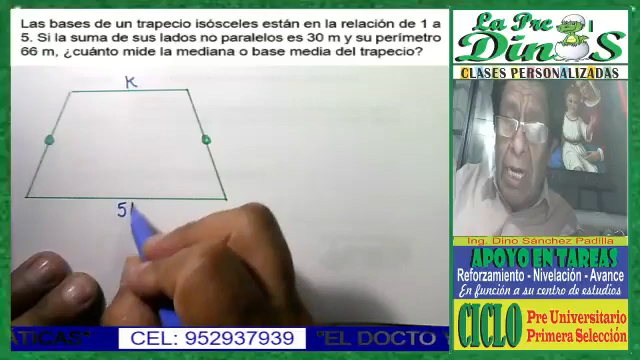 Las bases de un trapecio isósceles están en la relación de 1 a
5. Si la suma de sus lados no paralelos es 30 m y su perímetro
66 m, ¿cuánto mide la mediana o base media del trapecio?
La Pre
DinoS
CLASES PERSONALIZADAS
K
5
Ing. Dino Sánchez Padilla
APOYO EN TAREAS
Reforzamiento - Nivelación - Avance
En función a su centro de estudios
CICLO Pre Universitario
Primera Selección
ATICAS" CEL: 952937939 "EL DOCTO